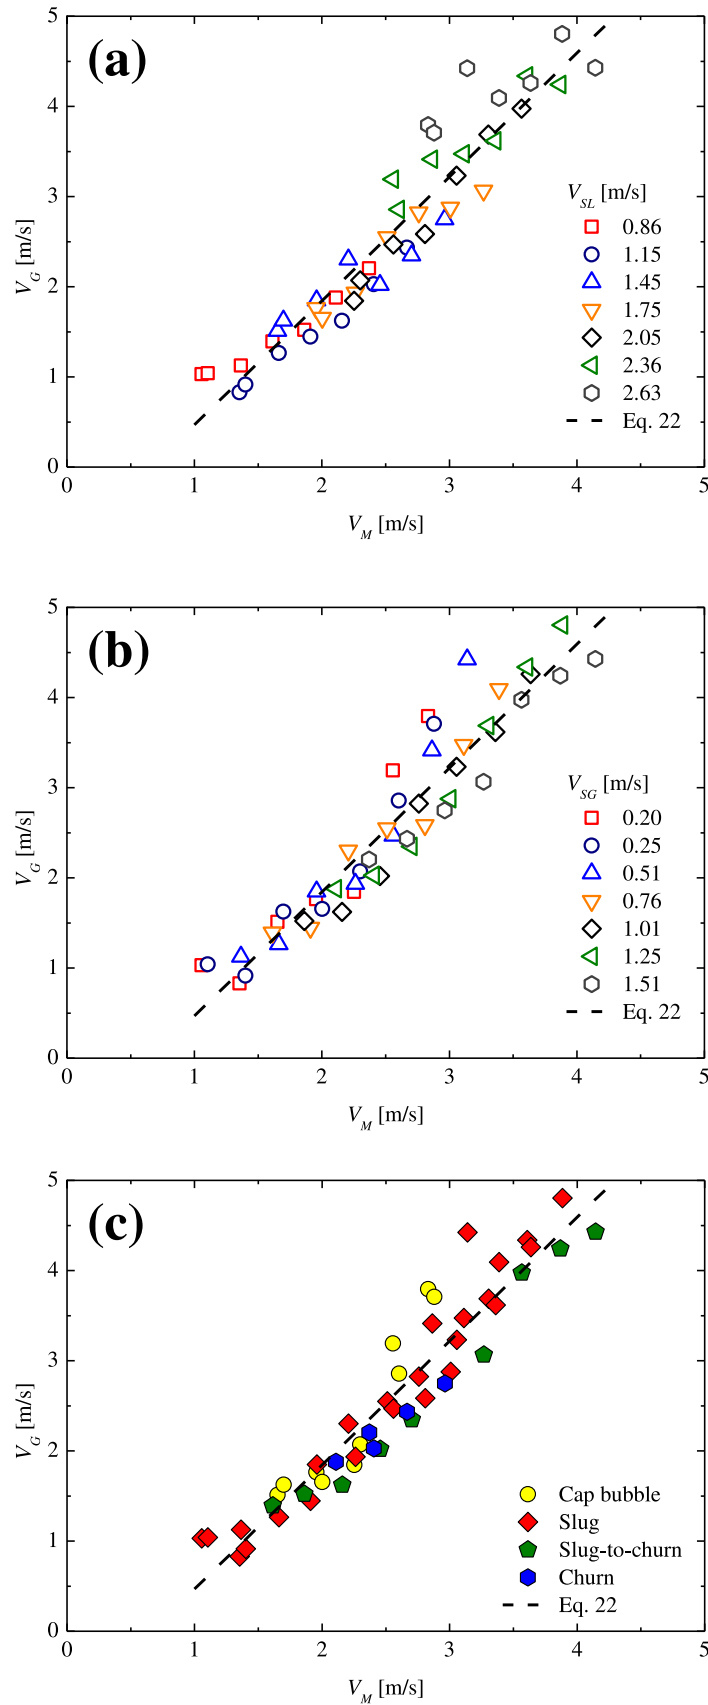 (a)
5
4
3
2
1
0
V_G [m/s]
V_SL [m/s]
0.86
1.15
1.45
1.75
2.05
2.36
2.63
Eq. 22
0 1 2 3 4 5
V_M [m/s]
(b)
5
4
3
2
1
0
V_G [m/s]
V_SG [m/s]
0.20
0.25
0.51
0.76
1.01
1.25
1.51
Eq. 22
0 1 2 3 4 5
V_M [m/s]
(c)
5
4
3
2
1
0
V_G [m/s]
Cap bubble
Slug
Slug-to-churn
Churn
Eq. 22
0 1 2 3 4 5
V_M [m/s]